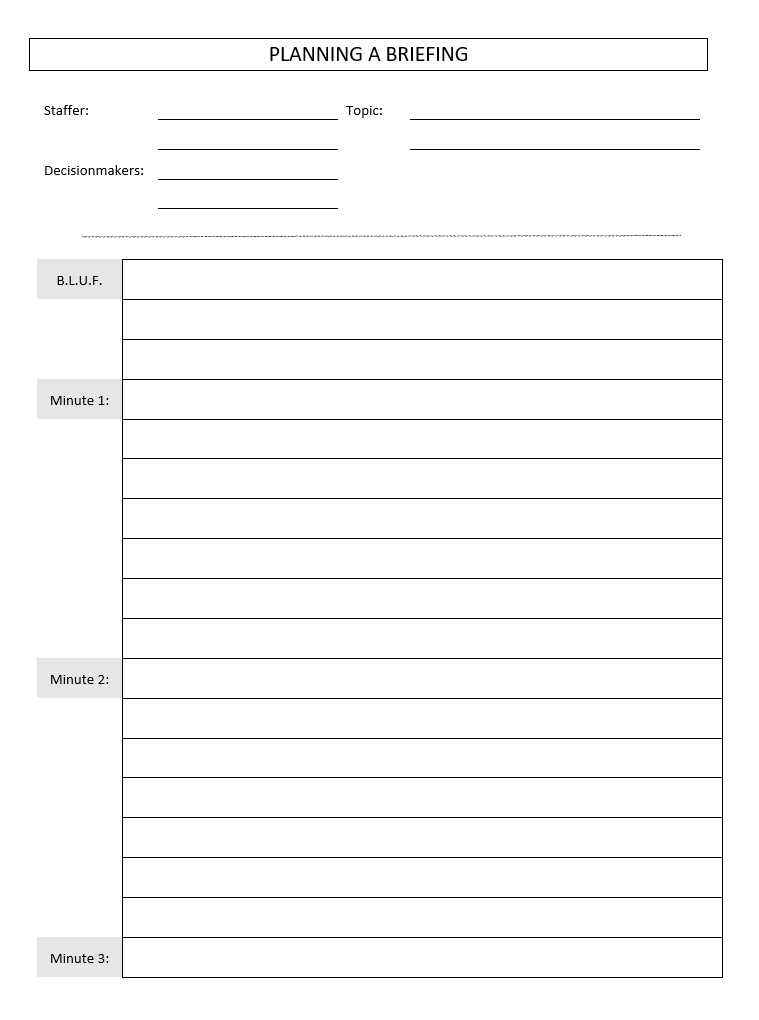 PLANNING A BRIEFING
Staffer: Topic:
Decisionmakers:
B.L.U.F.
Minute 1:
Minute 2:
Minute 3: